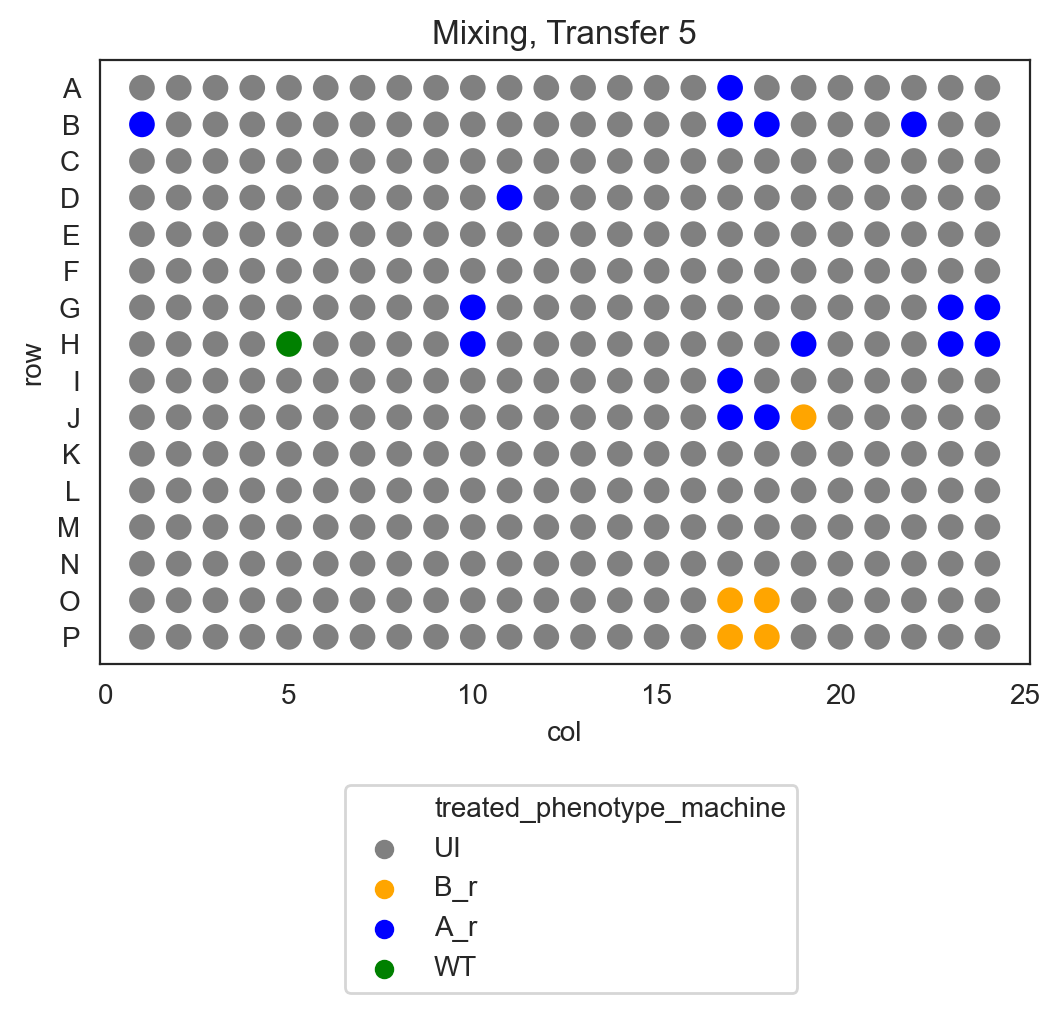 Mixing, Transfer 5
A
B
C
D
E
F
G
H
I
J
K
L
M
N
O
P
row
0 5 10 15 20 25
col
treated_phenotype_machine
UI
B_r
A_r
WT